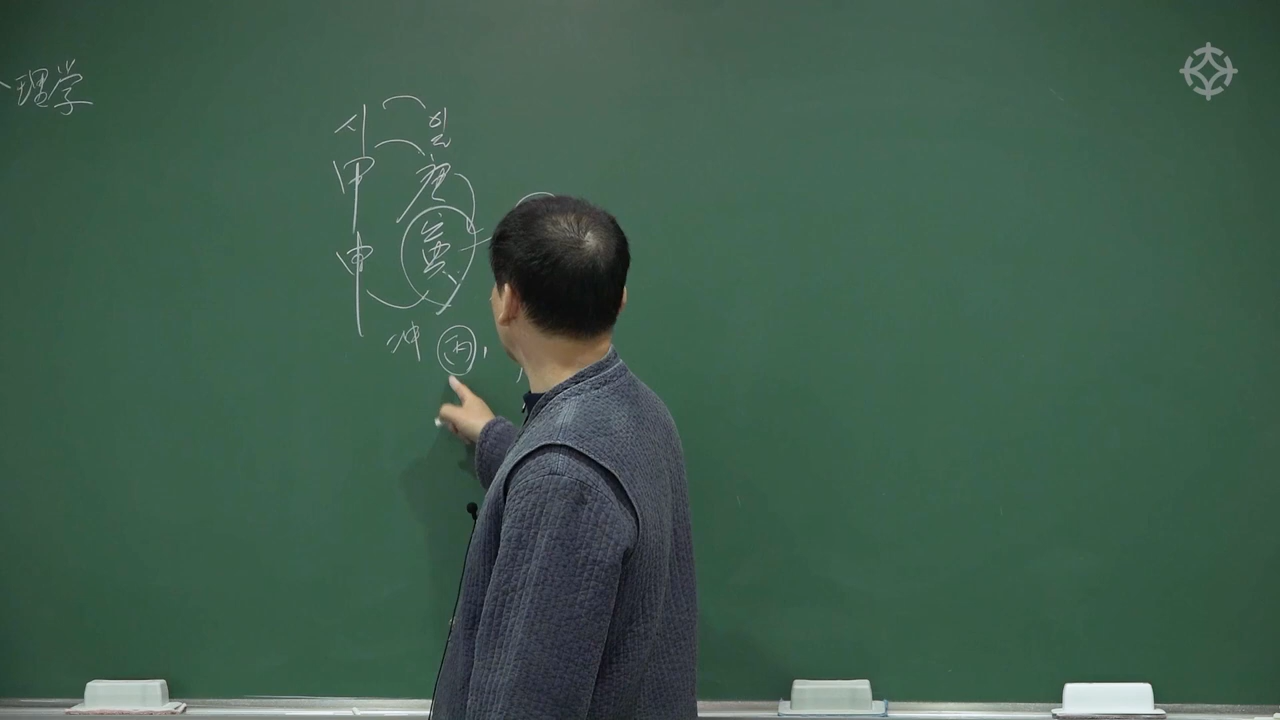 理学
시 일
甲 庚
申 寅
冲 丙